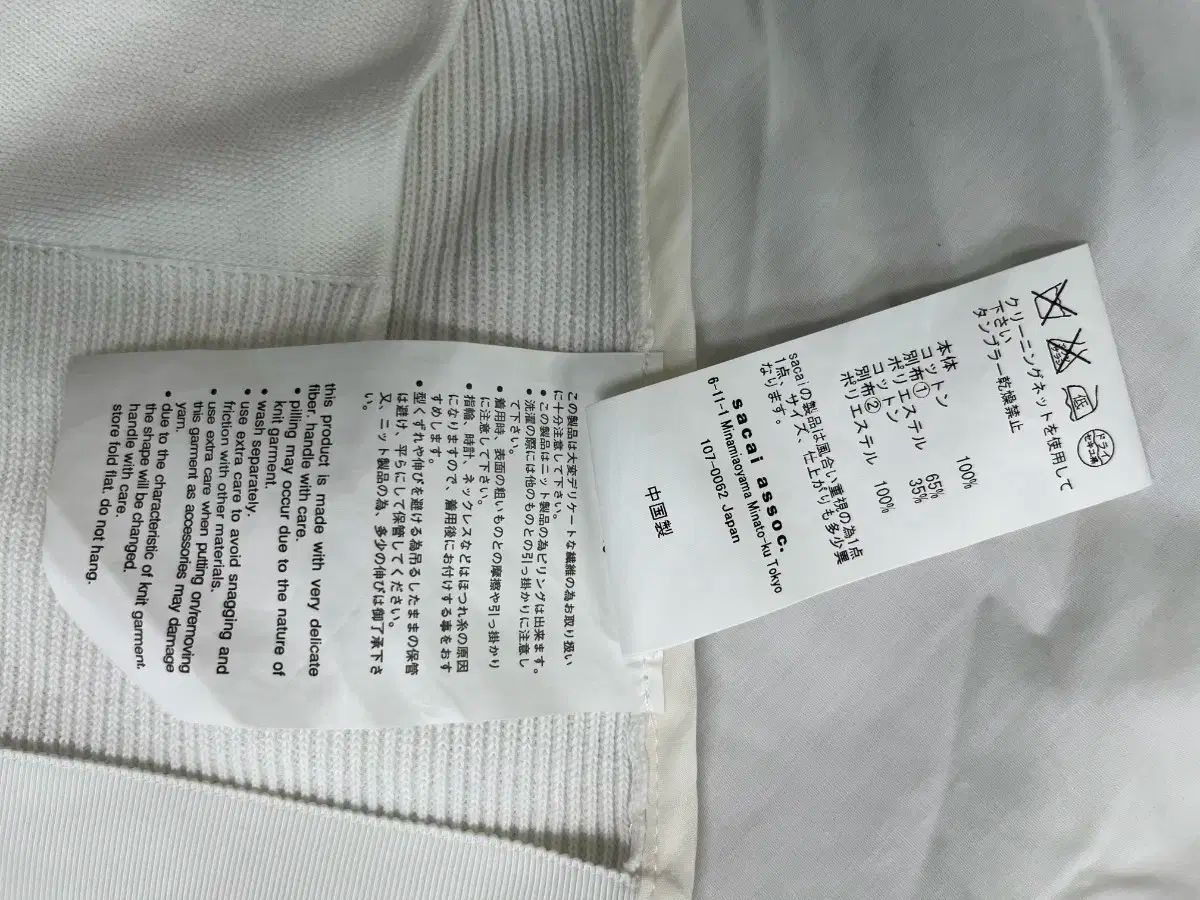 エンソサラシ
低
ドライ
セキユ系
クリーニングネットを使用して
下さい
タンブラー乾燥禁止
本体
コットン 100%
別布①
ポリエステル 65%
コットン 35%
別布②
ポリエステル 100%
sacaiの製品は風合い重視の為1点
1点、サイズ、仕上がりも多少異
なります。
sacai assoc.
6-11-1 Minamiaoyama Minato-ku Tokyo
107-0062 Japan
中国製
この製品は大変デリケートな繊維の為お取り扱い
に十分注意して下さい。
• この製品はニット製品の為ピリングは出来ます。
• 洗濯の際には他のものとの引っ掛かりに注意し
て下さい。
• 着用時、表面の粗いものとの摩擦や引っ掛かり
に注意して下さい。
• 指輪、時計、ネックレスなどはほつれ糸の原因
になりますので、着用後にお付けする事をおす
すめします。
• 型くずれや伸びを避ける為吊るしたままの保管
は避け、平らにして保管してください。
又、ニット製品の為、多少の伸びは御了承下さ
い。
this product is made with very delicate
fiber. handle with care.
• pilling may occur due to the nature of
knit garment.
• wash separately.
• use extra care to avoid snagging and
friction with other materials.
• use extra care when putting on/removing
this garment as accessories may damage
yarn.
• due to the characteristic of knit garment,
the shape will be changed,
handle with care.
store told flat. do not hang.